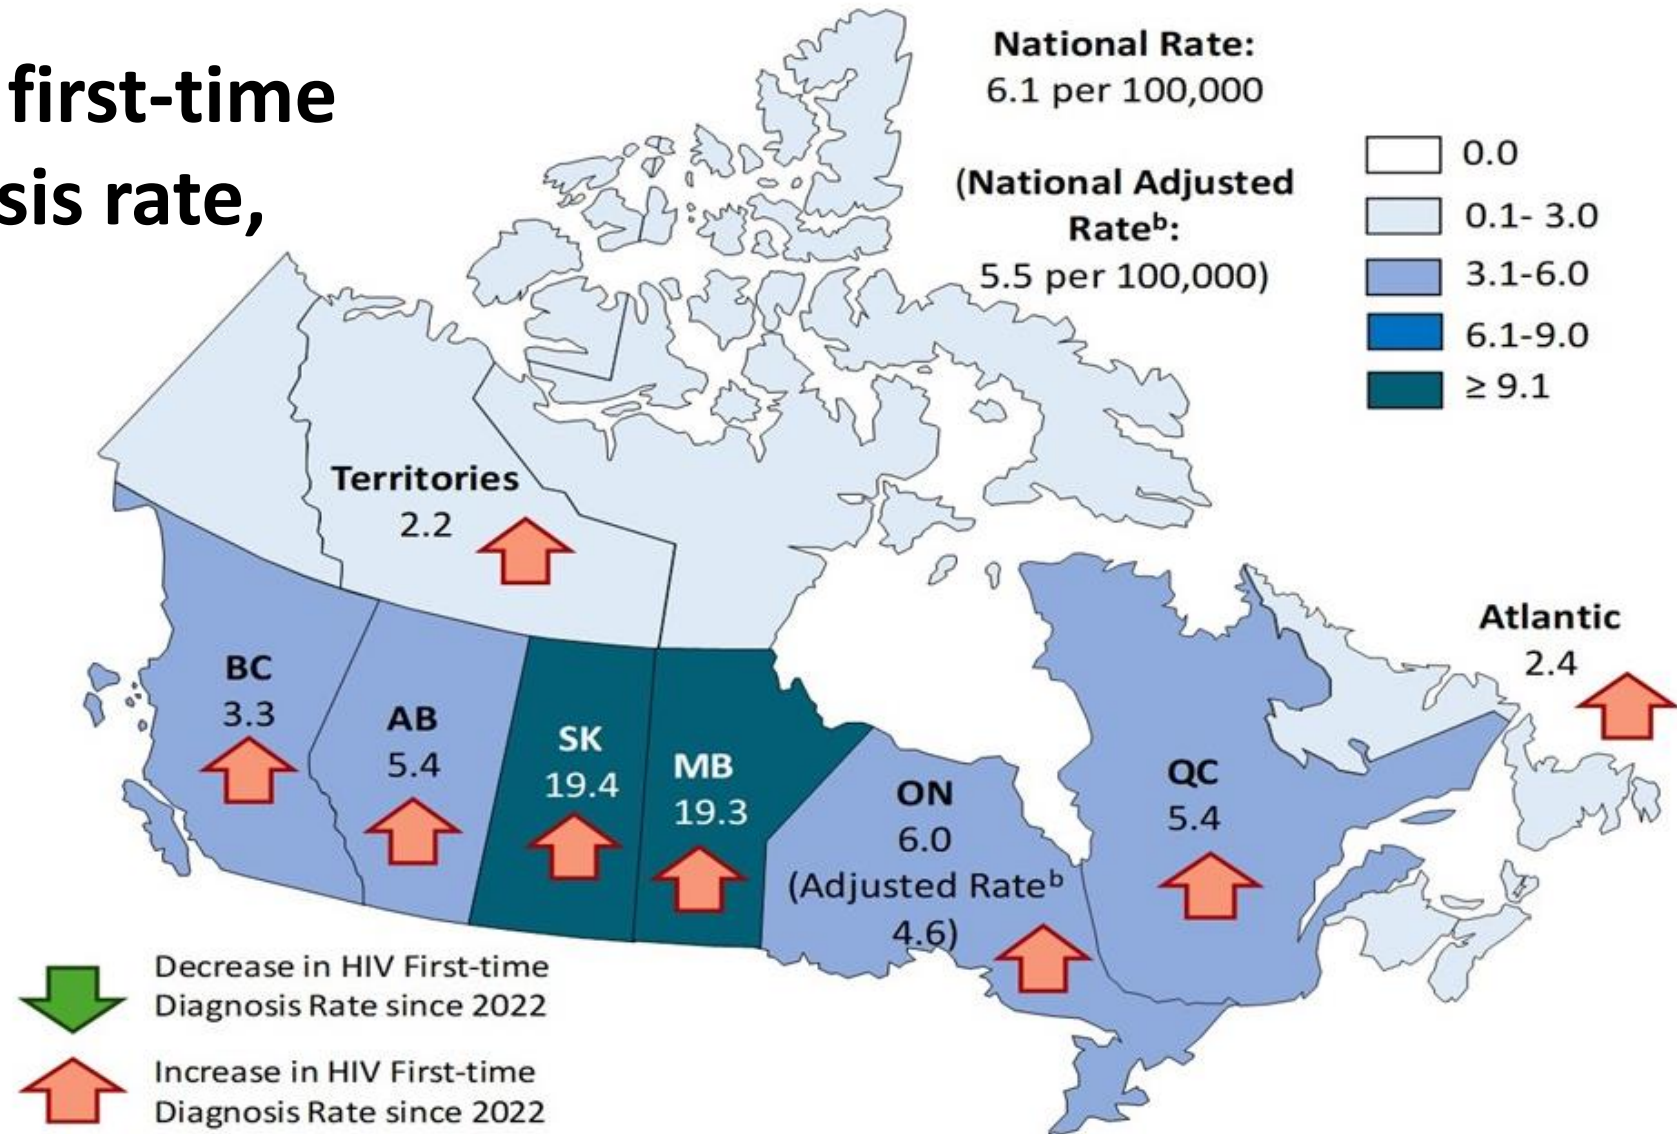 first-time
sis rate,
National Rate:
6.1 per 100,000
(National Adjusted
Rateᵇ:
5.5 per 100,000)
0.0
0.1- 3.0
3.1-6.0
6.1-9.0
≥ 9.1
Territories
2.2
Atlantic
2.4
BC
3.3
AB
5.4
SK
19.4
MB
19.3
ON
6.0
(Adjusted Rateᵇ
4.6)
QC
5.4
Decrease in HIV First-time
Diagnosis Rate since 2022
Increase in HIV First-time
Diagnosis Rate since 2022